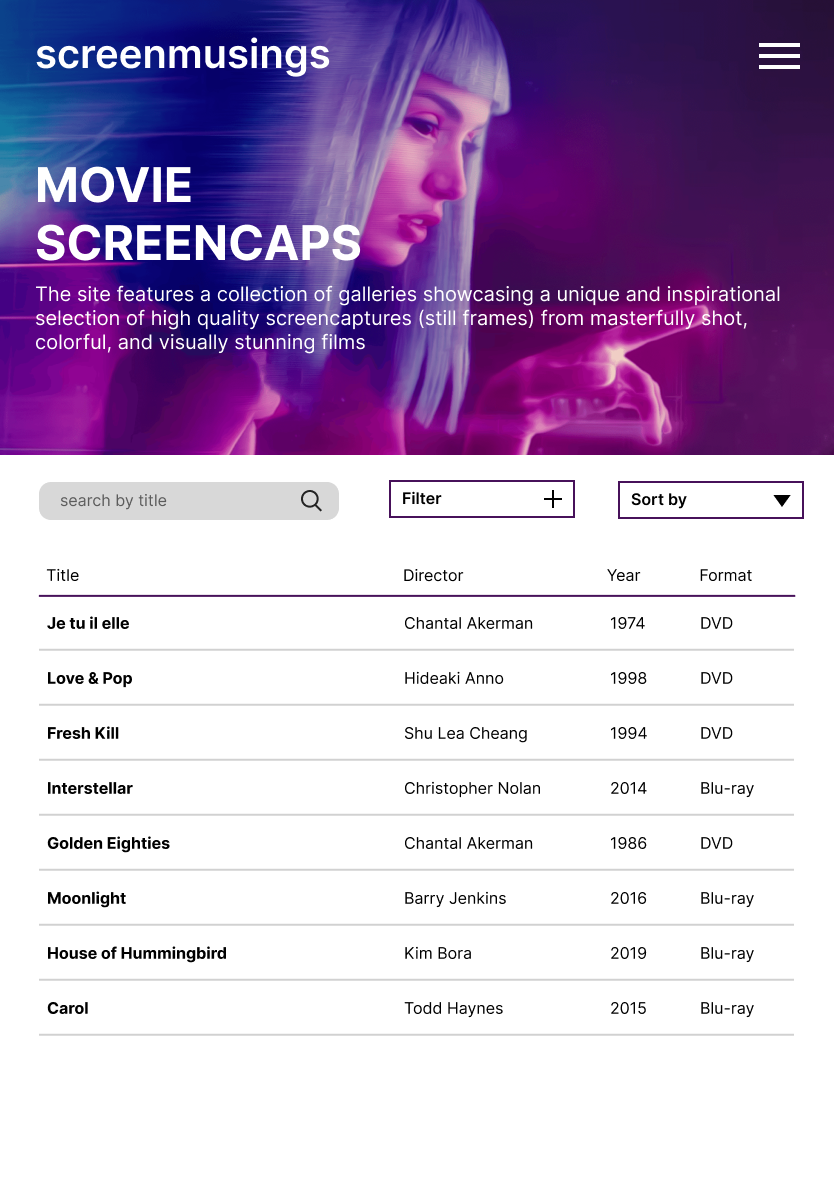 screenmusings
MOVIE
SCREENCAPS
The site features a collection of galleries showcasing a unique and inspirational
selection of high quality screencaptures (still frames) from masterfully shot,
colorful, and visually stunning films
search by title
Filter
Sort by
Title Director Year Format
Je tu il elle Chantal Akerman 1974 DVD
Love & Pop Hideaki Anno 1998 DVD
Fresh Kill Shu Lea Cheang 1994 DVD
Interstellar Christopher Nolan 2014 Blu-ray
Golden Eighties Chantal Akerman 1986 DVD
Moonlight Barry Jenkins 2016 Blu-ray
House of Hummingbird Kim Bora 2019 Blu-ray
Carol Todd Haynes 2015 Blu-ray